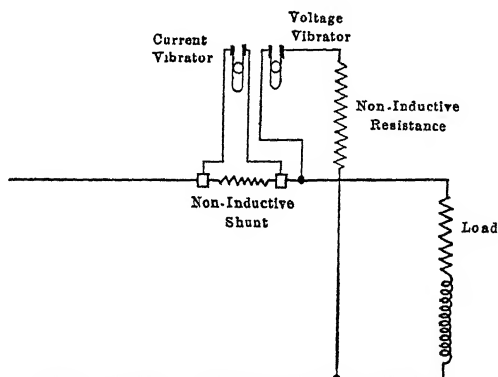 Voltage
Vibrator
Current
Vibrator
Non-Inductive
Resistance
Non-Inductive
Shunt
Load